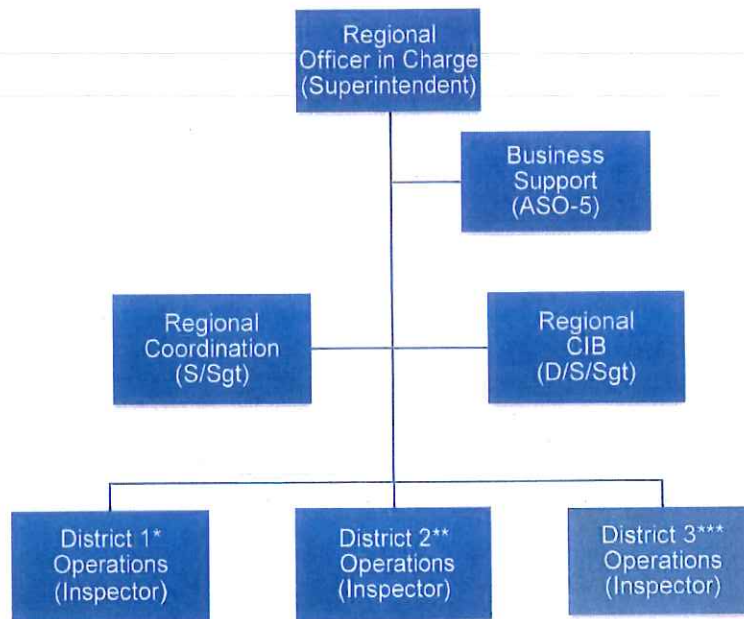 Regional
Officer in Charge
(Superintendent)
Business
Support
(ASO-5)
Regional
Coordination
(S/Sgt)
Regional
CIB
(D/S/Sgt)
District 1*
Operations
(Inspector)
District 2**
Operations
(Inspector)
District 3***
Operations
(Inspector)